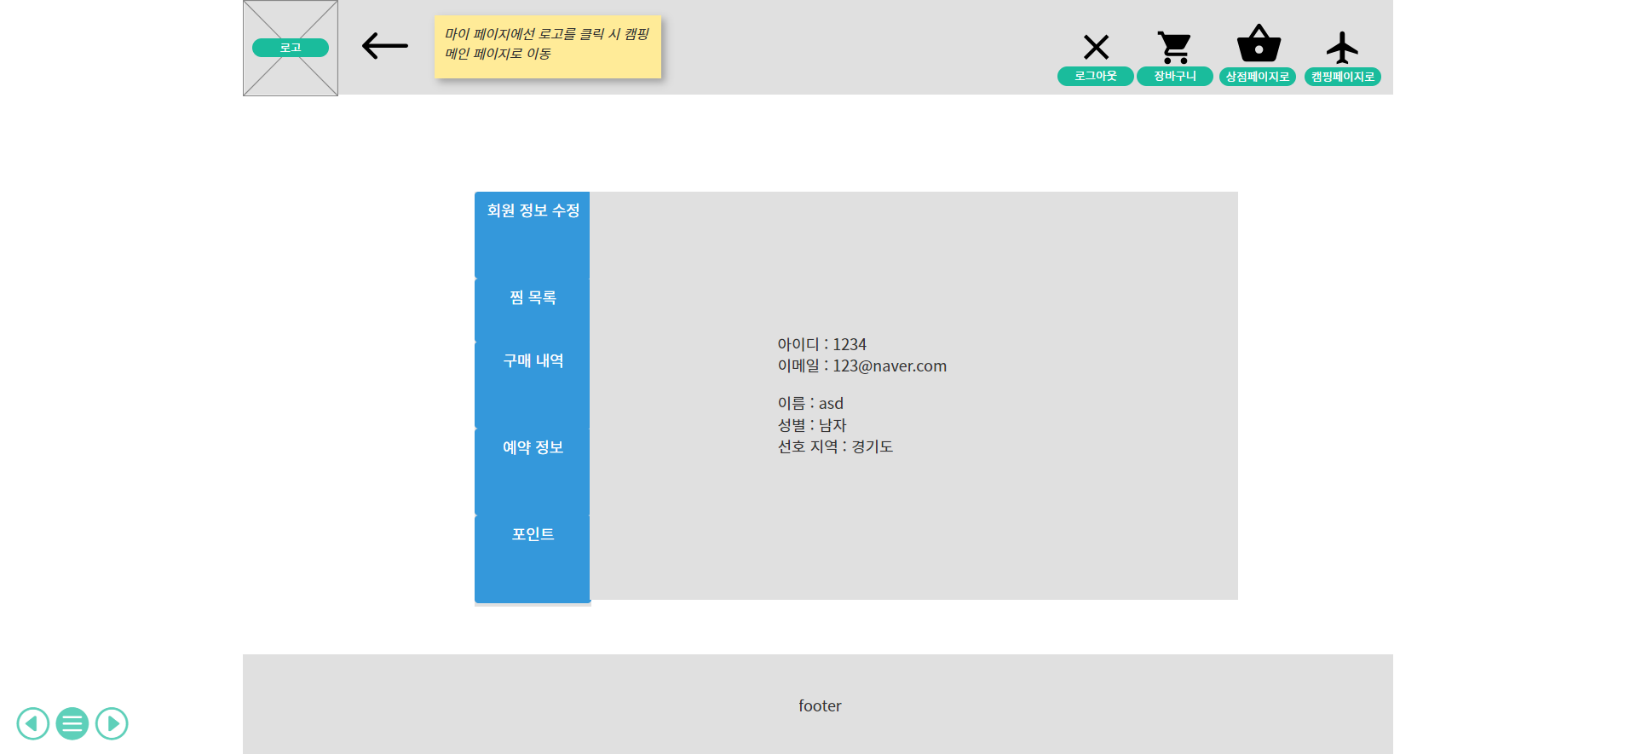 로고
마이 페이지에선 로고를 클릭 시 캠핑
메인 페이지로 이동
로그아웃
장바구니
상점페이지로
캠핑페이지로
회원 정보 수정
찜 목록
구매 내역
예약 정보
포인트
아이디 : 1234
이메일 : 123@naver.com
이름 : asd
성별 : 남자
선호 지역 : 경기도
footer